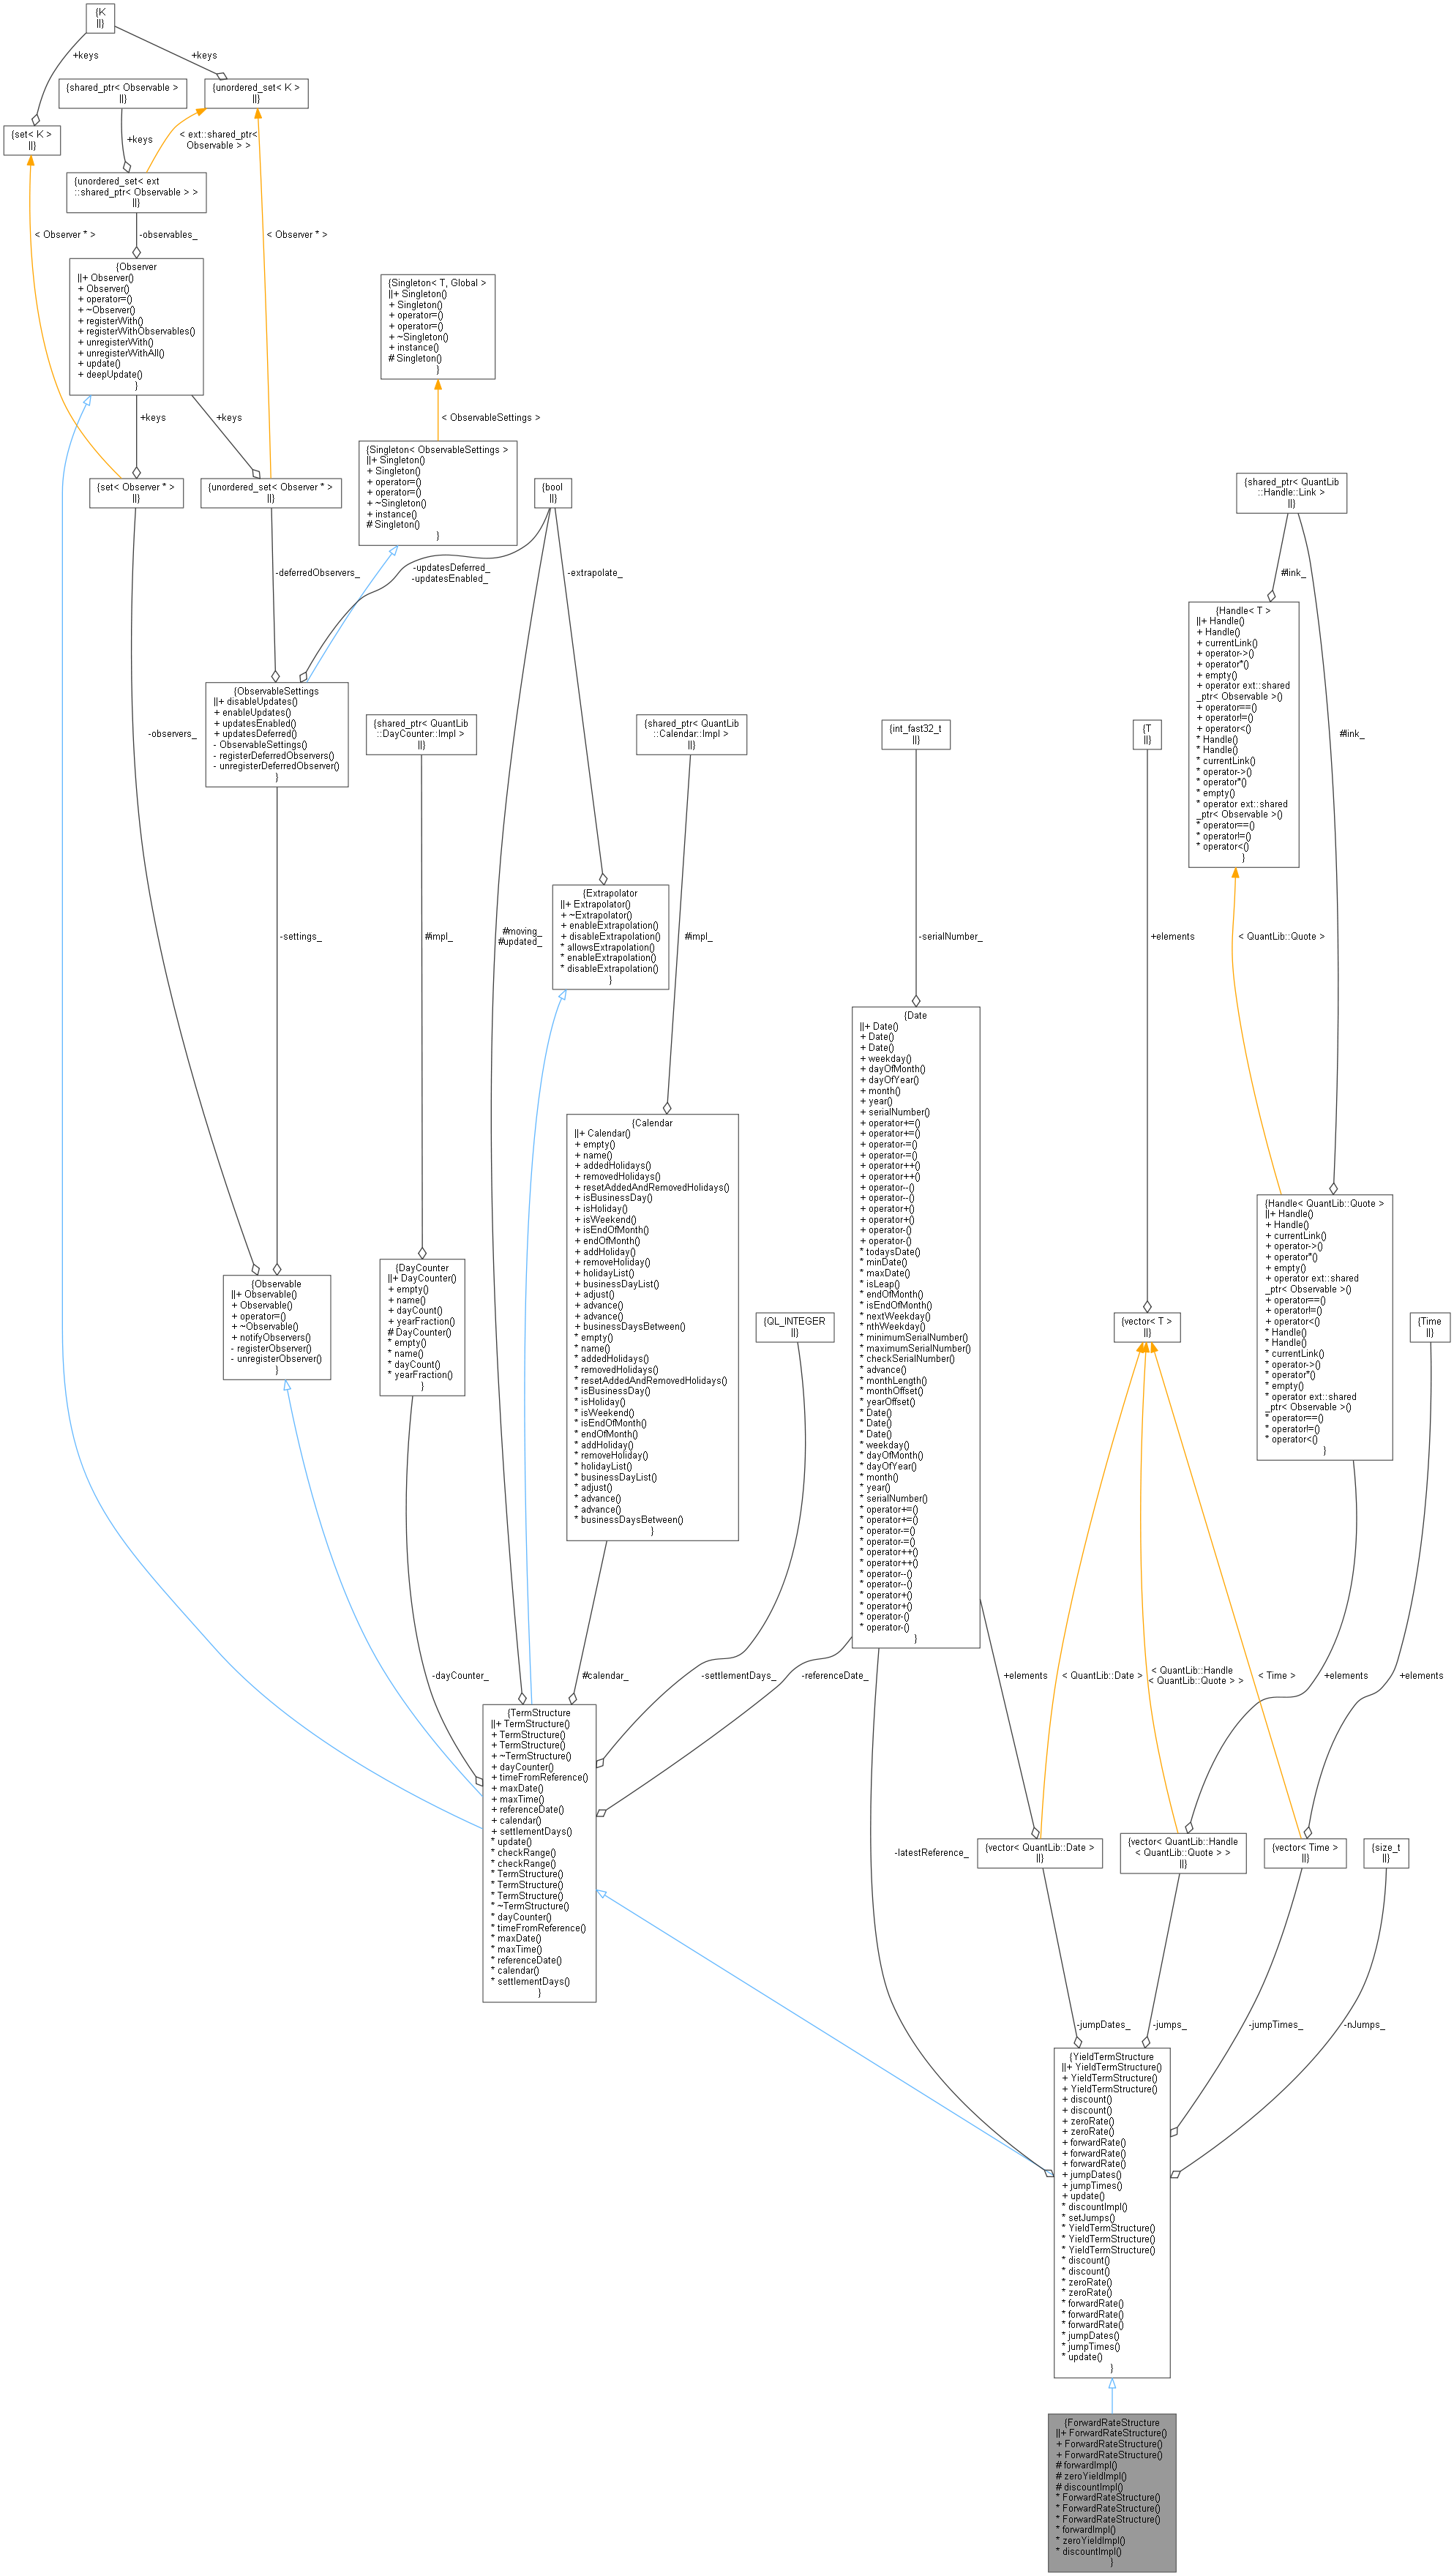 {K
||}
+keys
+keys
{shared_ptr< Observable >
||}
{unordered_set< K >
||}
{set< K >
||}
+keys
< ext::shared_ptr<
Observable > >
{unordered_set< ext
::shared_ptr< Observable > >
||}
< Observer * >
-observables_
< Observer * >
{Observer
||+ Observer()
+ Observer()
+ operator=()
+ ~Observer()
+ registerWith()
+ registerWithObservables()
+ unregisterWith()
+ unregisterWithAll()
+ update()
+ deepUpdate()
}
{Singleton< T, Global >
||+ Singleton()
+ Singleton()
+ operator=()
+ operator=()
+ ~Singleton()
+ instance()
# Singleton()
}
+keys
+keys
< ObservableSettings >
{Singleton< ObservableSettings >
||+ Singleton()
+ Singleton()
+ operator=()
+ operator=()
+ ~Singleton()
+ instance()
# Singleton()
}
{set< Observer * >
||}
{unordered_set< Observer * >
||}
{bool
||}
{shared_ptr< QuantLib
::Handle::Link >
||}
-deferredObservers_
-updatesDeferred_
-updatesEnabled_
-extrapolate_
#link_
{Handle< T >
||+ Handle()
+ Handle()
+ currentLink()
+ operator->()
+ operator*()
+ empty()
+ operator ext::shared
_ptr< Observable >()
+ operator==()
+ operator!=()
+ operator<()
* Handle()
* Handle()
* currentLink()
* operator->()
* operator*()
* empty()
* operator ext::shared
_ptr< Observable >()
* operator==()
* operator!=()
* operator<()
}
{ObservableSettings
||+ disableUpdates()
+ enableUpdates()
+ updatesEnabled()
+ updatesDeferred()
- ObservableSettings()
- registerDeferredObservers()
- unregisterDeferredObserver()
}
-observers_
{shared_ptr< QuantLib
::DayCounter::Impl >
||}
{shared_ptr< QuantLib
::Calendar::Impl >
||}
{int_fast32_t
||}
{T
||}
#link_
{Extrapolator
||+ Extrapolator()
+ ~Extrapolator()
+ enableExtrapolation()
+ disableExtrapolation()
* allowsExtrapolation()
* enableExtrapolation()
* disableExtrapolation()
}
-settings_
#impl_
#moving_
#updated_
#impl_
-serialNumber_
+elements
< QuantLib::Quote >
{Date
||+ Date()
+ Date()
+ Date()
+ weekday()
+ dayOfMonth()
+ dayOfYear()
+ month()
+ year()
+ serialNumber()
+ operator+=()
+ operator+=()
+ operator-=()
+ operator-=()
+ operator++()
+ operator++()
+ operator--()
+ operator--()
+ operator+()
+ operator+()
+ operator-()
+ operator-()
* todaysDate()
* minDate()
* maxDate()
* isLeap()
* endOfMonth()
* isEndOfMonth()
* nextWeekday()
* nthWeekday()
* minimumSerialNumber()
* maximumSerialNumber()
* checkSerialNumber()
* advance()
* monthLength()
* monthOffset()
* yearOffset()
* Date()
* Date()
* Date()
* weekday()
* dayOfMonth()
* dayOfYear()
* month()
* year()
* serialNumber()
* operator+=()
* operator+=()
* operator-=()
* operator-=()
* operator++()
* operator++()
* operator--()
* operator--()
* operator+()
* operator+()
* operator-()
* operator-()
}
{Calendar
||+ Calendar()
+ empty()
+ name()
+ addedHolidays()
+ removedHolidays()
+ resetAddedAndRemovedHolidays()
+ isBusinessDay()
+ isHoliday()
+ isWeekend()
+ isEndOfMonth()
+ endOfMonth()
+ addHoliday()
+ removeHoliday()
+ holidayList()
+ businessDayList()
+ adjust()
+ advance()
+ advance()
+ businessDaysBetween()
* empty()
* name()
* addedHolidays()
* removedHolidays()
* resetAddedAndRemovedHolidays()
* isBusinessDay()
* isHoliday()
* isWeekend()
* isEndOfMonth()
* endOfMonth()
* addHoliday()
* removeHoliday()
* holidayList()
* businessDayList()
* adjust()
* advance()
* advance()
* businessDaysBetween()
}
{Handle< QuantLib::Quote >
||+ Handle()
+ Handle()
+ currentLink()
+ operator->()
+ operator*()
+ empty()
+ operator ext::shared
_ptr< Observable >()
+ operator==()
+ operator!=()
+ operator<()
* Handle()
* Handle()
* currentLink()
* operator->()
* operator*()
* empty()
* operator ext::shared
_ptr< Observable >()
* operator==()
* operator!=()
* operator<()
}
{Observable
||+ Observable()
+ Observable()
+ operator=()
+ ~Observable()
+ notifyObservers()
- registerObserver()
- unregisterObserver()
}
{DayCounter
||+ DayCounter()
+ empty()
+ name()
+ dayCount()
+ yearFraction()
# DayCounter()
* empty()
* name()
* dayCount()
* yearFraction()
}
{QL_INTEGER
||}
{vector< T >
||}
{Time
||}
-dayCounter_
#calendar_
-settlementDays_
-referenceDate_
+elements
< QuantLib::Date >
< QuantLib::Handle
< QuantLib::Quote > >
< Time >
+elements
+elements
{TermStructure
||+ TermStructure()
+ TermStructure()
+ TermStructure()
+ ~TermStructure()
+ dayCounter()
+ timeFromReference()
+ maxDate()
+ maxTime()
+ referenceDate()
+ calendar()
+ settlementDays()
* update()
* checkRange()
* checkRange()
* TermStructure()
* TermStructure()
* TermStructure()
* ~TermStructure()
* dayCounter()
* timeFromReference()
* maxDate()
* maxTime()
* referenceDate()
* calendar()
* settlementDays()
}
-latestReference_
{vector< QuantLib::Date >
||}
{vector< QuantLib::Handle
< QuantLib::Quote > >
||}
{vector< Time >
||}
{size_t
||}
-jumpDates_
-jumps_
-jumpTimes_
-nJumps_
{YieldTermStructure
||+ YieldTermStructure()
+ YieldTermStructure()
+ YieldTermStructure()
+ discount()
+ discount()
+ zeroRate()
+ zeroRate()
+ forwardRate()
+ forwardRate()
+ forwardRate()
+ jumpDates()
+ jumpTimes()
+ update()
* discountImpl()
* setJumps()
* YieldTermStructure()
* YieldTermStructure()
* YieldTermStructure()
* discount()
* discount()
* zeroRate()
* zeroRate()
* forwardRate()
* forwardRate()
* forwardRate()
* jumpDates()
* jumpTimes()
* update()
}
{ForwardRateStructure
||+ ForwardRateStructure()
+ ForwardRateStructure()
+ ForwardRateStructure()
# forwardImpl()
# zeroYieldImpl()
# discountImpl()
* ForwardRateStructure()
* ForwardRateStructure()
* ForwardRateStructure()
* forwardImpl()
* zeroYieldImpl()
* discountImpl()
}